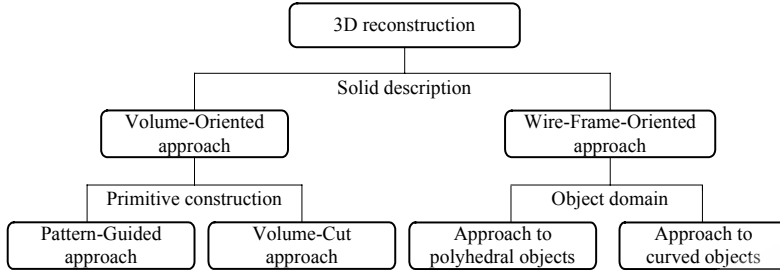 3D reconstruction
Solid description
Volume-Oriented
approach
Wire-Frame-Oriented
approach
Primitive construction
Object domain
Pattern-Guided
approach
Volume-Cut
approach
Approach to
polyhedral objects
Approach to
curved objects